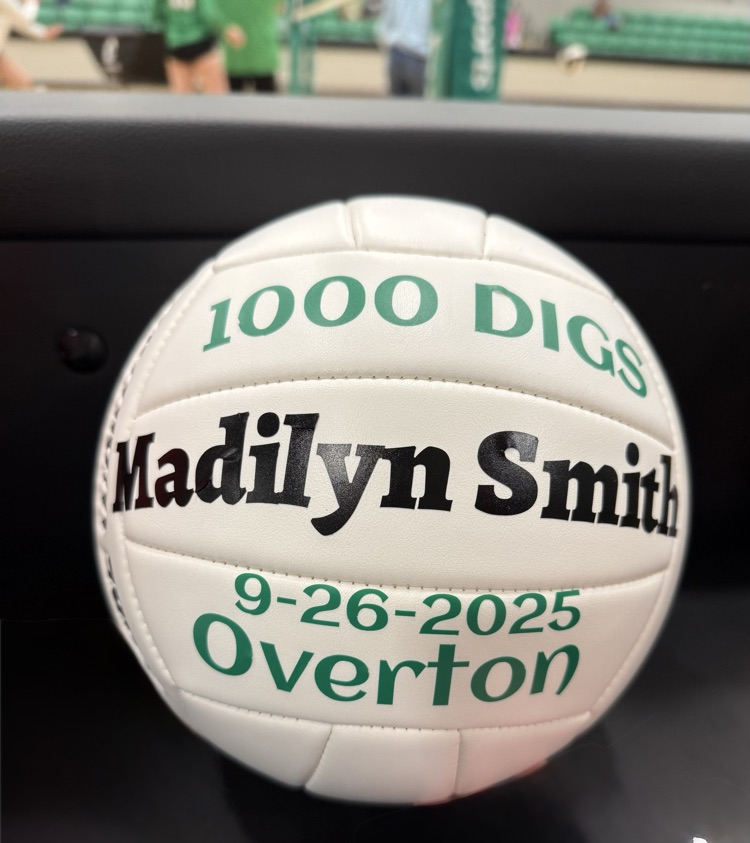 1000 DIGS
Madilyn Smith
9-26-2025
Overton